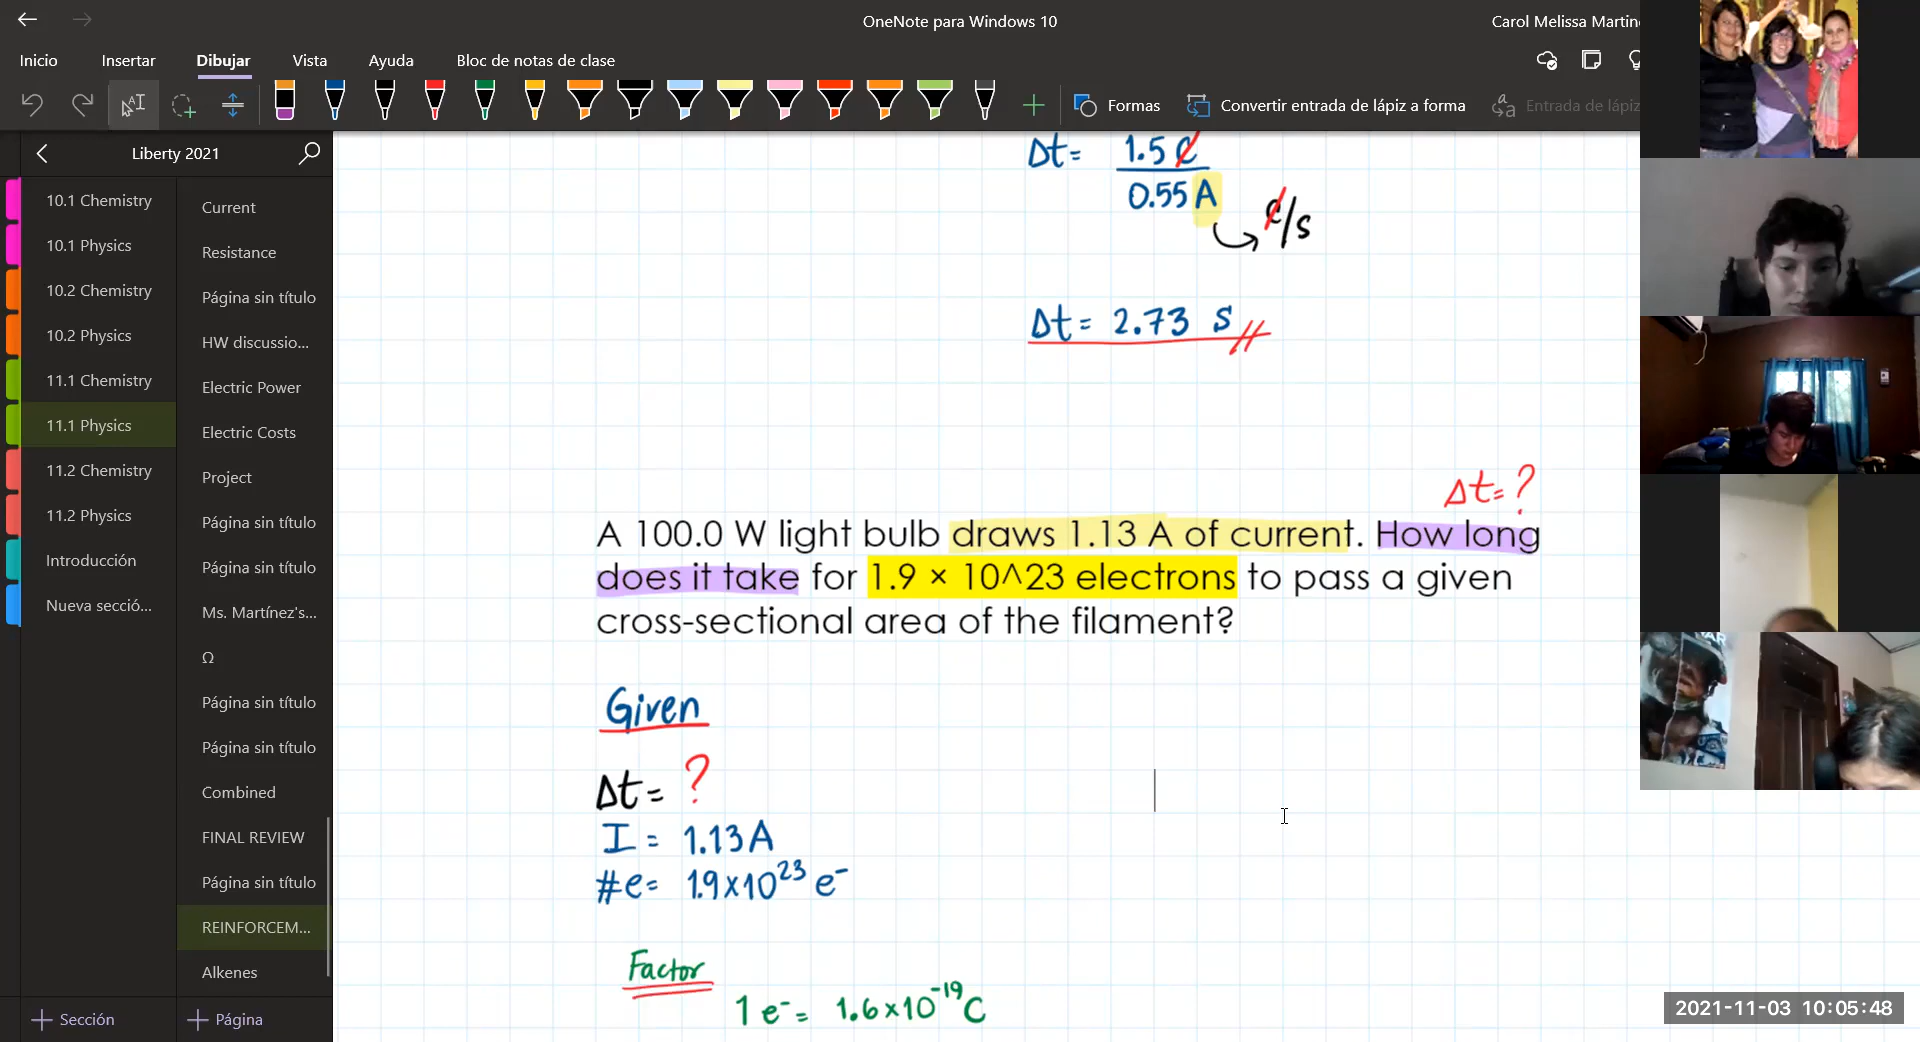 OneNote para Windows 10
Carol Melissa Martin
Inicio
Insertar
Dibujar
Vista
Ayuda
Bloc de notas de clase
Formas
Convertir entrada de lápiz a forma
Entrada de lápiz
Liberty 2021
10.1 Chemistry
10.1 Physics
10.2 Chemistry
10.2 Physics
11.1 Chemistry
11.1 Physics
11.2 Chemistry
11.2 Physics
Introducción
Nueva secció...
Sección
Current
Resistance
Página sin título
HW discussio...
Electric Power
Electric Costs
Project
Página sin título
Página sin título
Ms. Martínez's...
Ω
Página sin título
Página sin título
Combined
FINAL REVIEW
Página sin título
REINFORCEM...
Alkenes
Página
Δt= 1.5 C
0.55 A
C/s
Δt= 2.73 s
Δt=?
A 100.0 W light bulb draws 1.13 A of current. How long
does it take for 1.9 × 10^23 electrons to pass a given
cross-sectional area of the filament?
Given
Δt= ?
I = 1.13A
#e= 1.9x10²³ e⁻
Factor
1 e⁻= 1.6x10⁻¹⁹C
2021-11-03 10:05:48